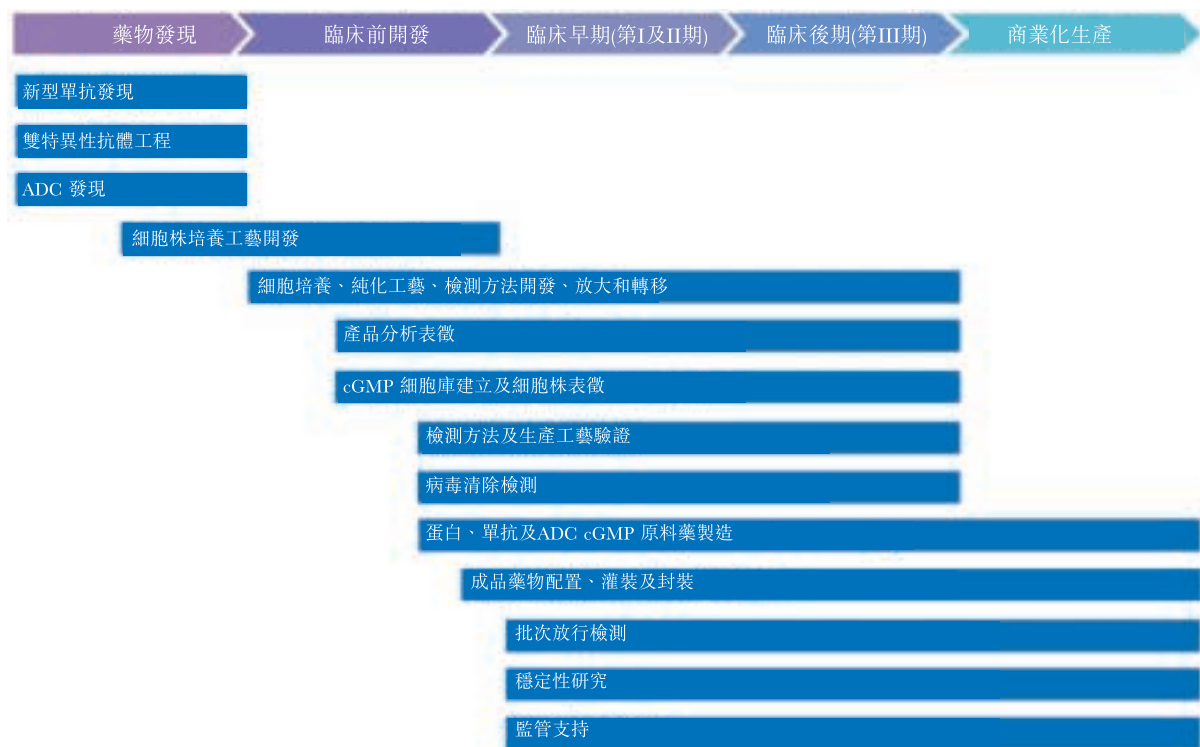 藥物發現
臨床前開發
臨床早期(第I及II期)
臨床後期(第III期)
商業化生產
新型單抗發現
雙特異性抗體工程
ADC 發現
細胞株培養工藝開發
細胞培養、純化工藝、檢測方法開發、放大和轉移
產品分析表徵
cGMP 細胞庫建立及細胞株表徵
檢測方法及生產工藝驗證
病毒清除檢測
蛋白、單抗及ADC cGMP 原料藥製造
成品藥物配置、灌裝及封裝
批次放行檢測
穩定性研究
監管支持